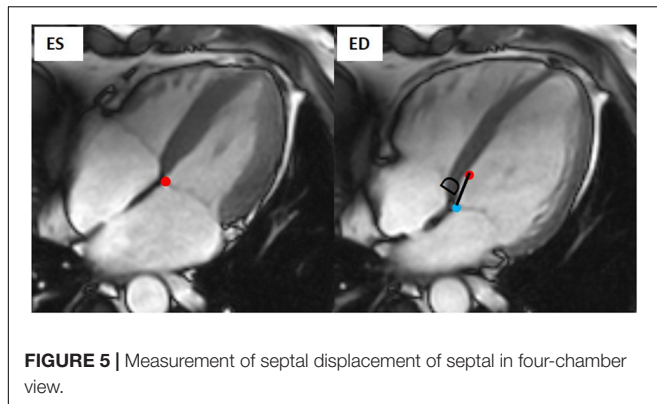 ES
ED
D
FIGURE 5 | Measurement of septal displacement of septal in four-chamber
view.